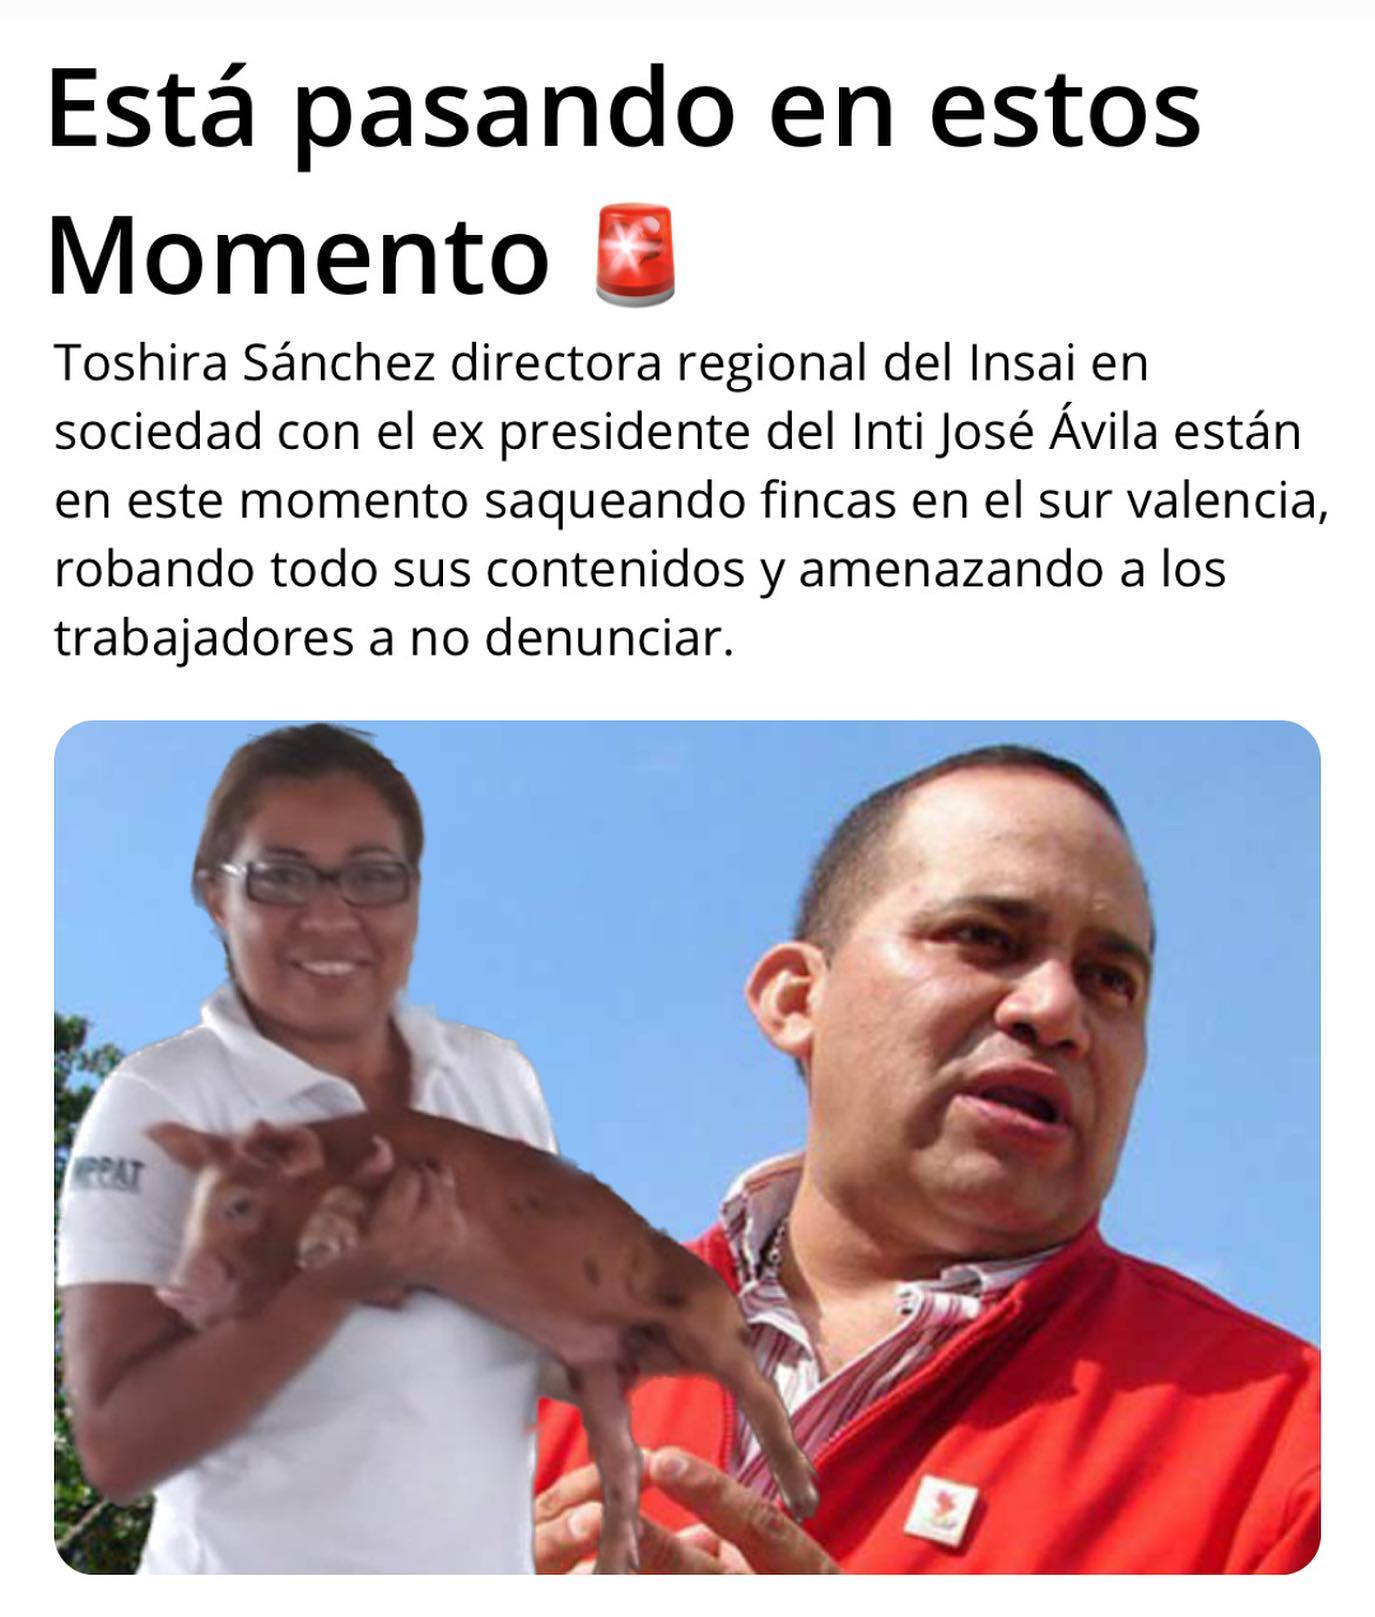 Está pasando en estos
Momento 🚨
Toshira Sánchez directora regional del Insai en
sociedad con el ex presidente del Inti José Ávila están
en este momento saqueando fincas en el sur valencia,
robando todo sus contenidos y amenazando a los
trabajadores a no denunciar.
MPPAT